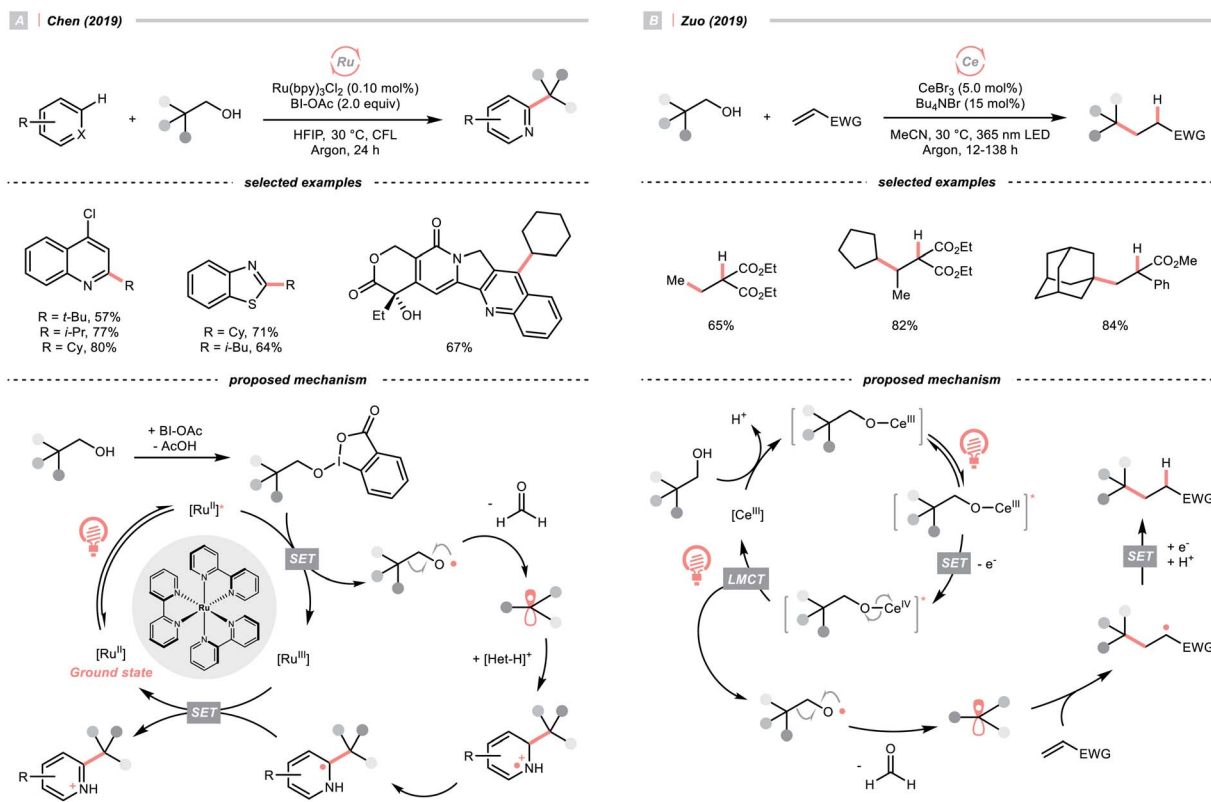 A Chen (2019)
Ru
R
H
X
+
OH
Ru(bpy)₃Cl₂ (0.10 mol%)
BI-OAc (2.0 equiv)
HFIP, 30 °C, CFL
Argon, 24 h
R
N
selected examples
Cl
N
R
R = t-Bu, 57%
R = i-Pr, 77%
R = Cy, 80%
N
S
R
R = Cy, 71%
R = i-Bu, 64%
O
N
O
O
Et
OH
N
67%
proposed mechanism
OH
+ BI-OAc
- AcOH
O
O
I
O
[Ruᴵᴵ]*
SET
-
O
H
H
O
N
N
N
Ru
N
N
N
[Ruᴵᴵ]
Ground state
[Ruᴵᴵᴵ]
+ [Het-H]⁺
SET
R
+
NH
R
NH
R
+
NH
B Zuo (2019)
Ce
OH
+
EWG
CeBr₃ (5.0 mol%)
Bu₄NBr (15 mol%)
MeCN, 30 °C, 365 nm LED
Argon, 12-138 h
H
EWG
selected examples
Me
H
CO₂Et
CO₂Et
65%
H
CO₂Et
CO₂Et
Me
82%
H
CO₂Me
Ph
84%
proposed mechanism
H⁺
O
Ceᴵᴵᴵ
OH
[Ceᴵᴵᴵ]
O
Ceᴵᴵᴵ
*
SET
- e⁻
LMCT
O
Ceᴵⱽ
*
O
-
O
H
H
EWG
EWG
SET
+ e⁻
+ H⁺
H
EWG